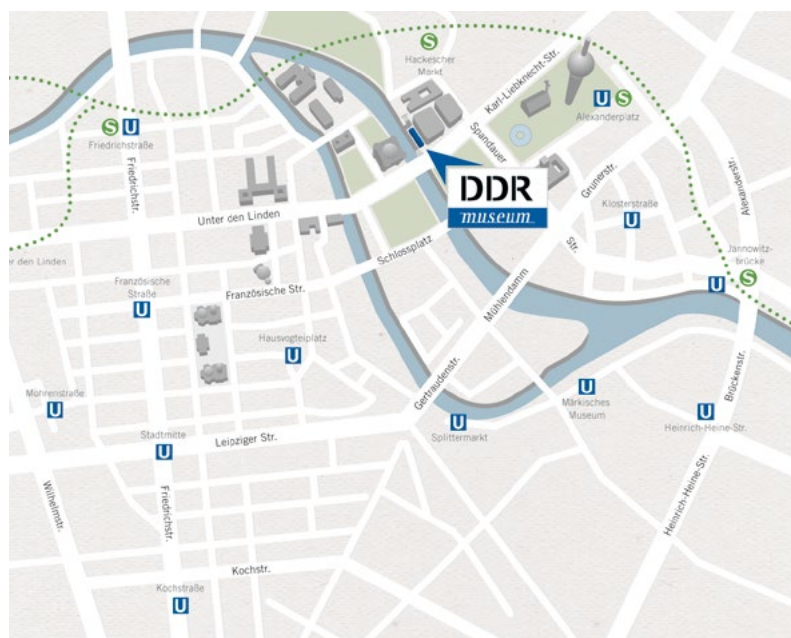 S
Hackescher
Markt
Karl-Liebknecht-Str.
U S
Alexanderplatz
S U
Friedrichstraße
Friedrichstr.
Spandauer
Str.
DDR
museum
Grunerstr.
Klosterstraße
U
Alexanderstr.
Unter den Linden
er den Linden
Schlossplatz
Jannowitz-
brücke
S
U
Französische
Straße
U
Französische Str.
Mühlendamm
Hausvogteiplatz
U
Gertraudenstr.
Brückenstr.
Mohrenstraße
U
Märkisches
Museum
U
U
Heinrich-Heine-Str.
U
Splittermarkt
Stadtmitte
U
Leipziger Str.
Wilhelmstr.
Friedrichstr.
Heinrich-Heine-Str.
Kochstr.
Kochstraße
U